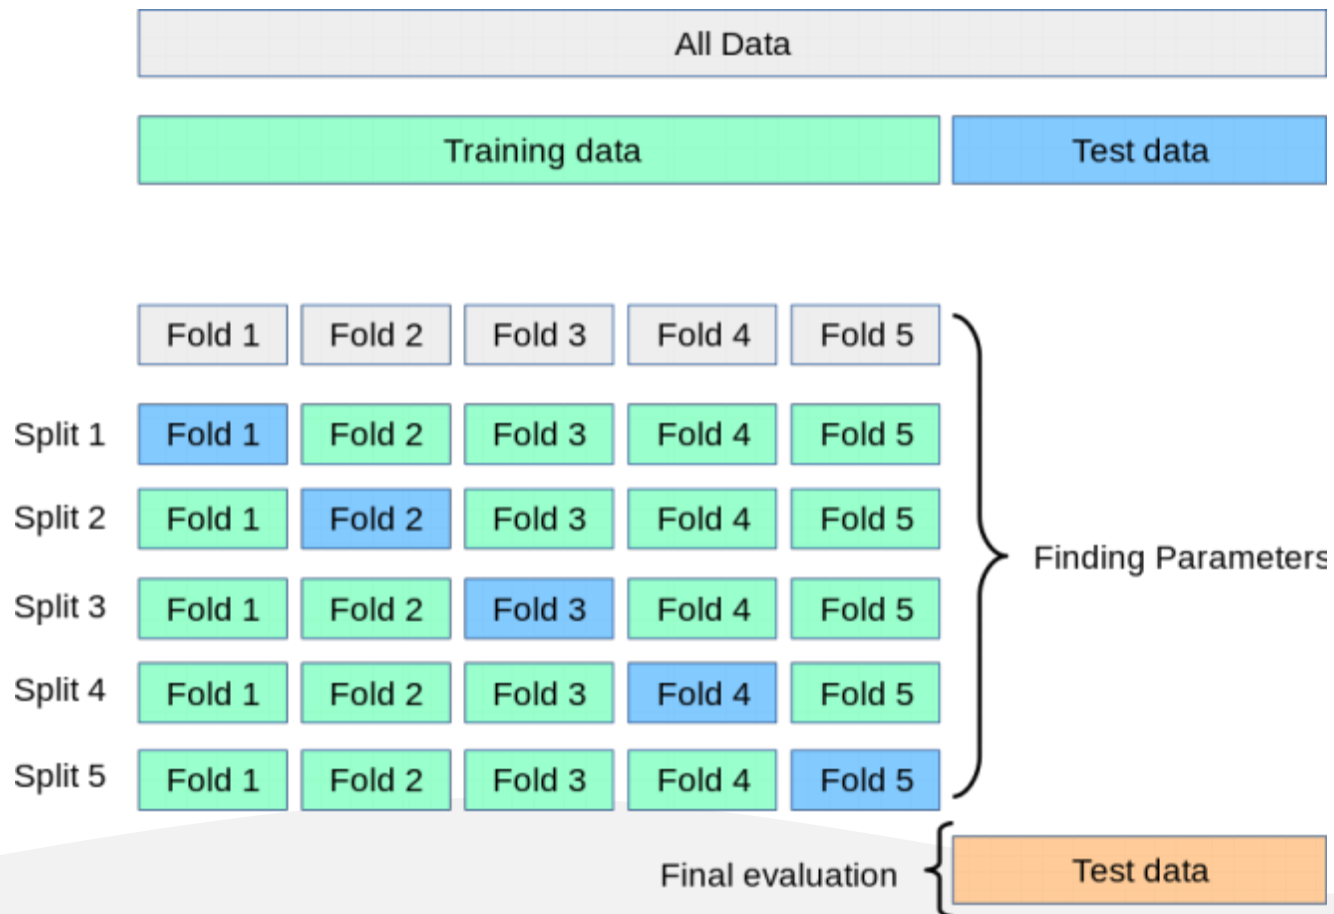 All Data
Training data Test data
Fold 1 Fold 2 Fold 3 Fold 4 Fold 5
Split 1 Fold 1 Fold 2 Fold 3 Fold 4 Fold 5
Split 2 Fold 1 Fold 2 Fold 3 Fold 4 Fold 5
Finding Parameters
Split 3 Fold 1 Fold 2 Fold 3 Fold 4 Fold 5
Split 4 Fold 1 Fold 2 Fold 3 Fold 4 Fold 5
Split 5 Fold 1 Fold 2 Fold 3 Fold 4 Fold 5
Final evaluation Test data